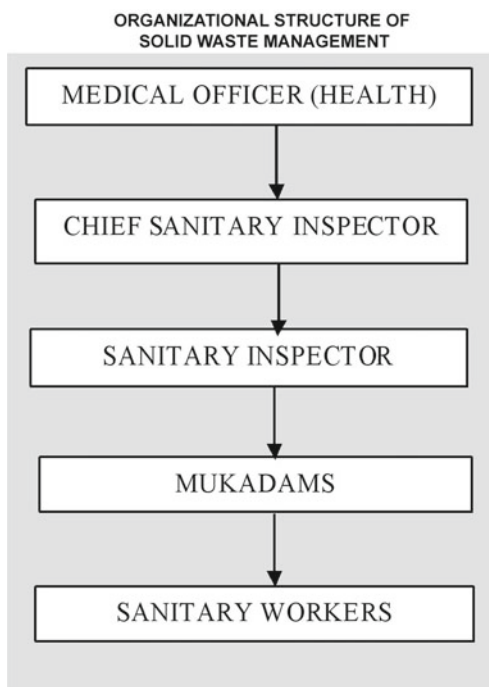 ORGANIZATIONAL STRUCTURE OF
SOLID WASTE MANAGEMENT
MEDICAL OFFICER (HEALTH)
CHIEF SANITARY INSPECTOR
SANITARY INSPECTOR
MUKADAMS
SANITARY WORKERS